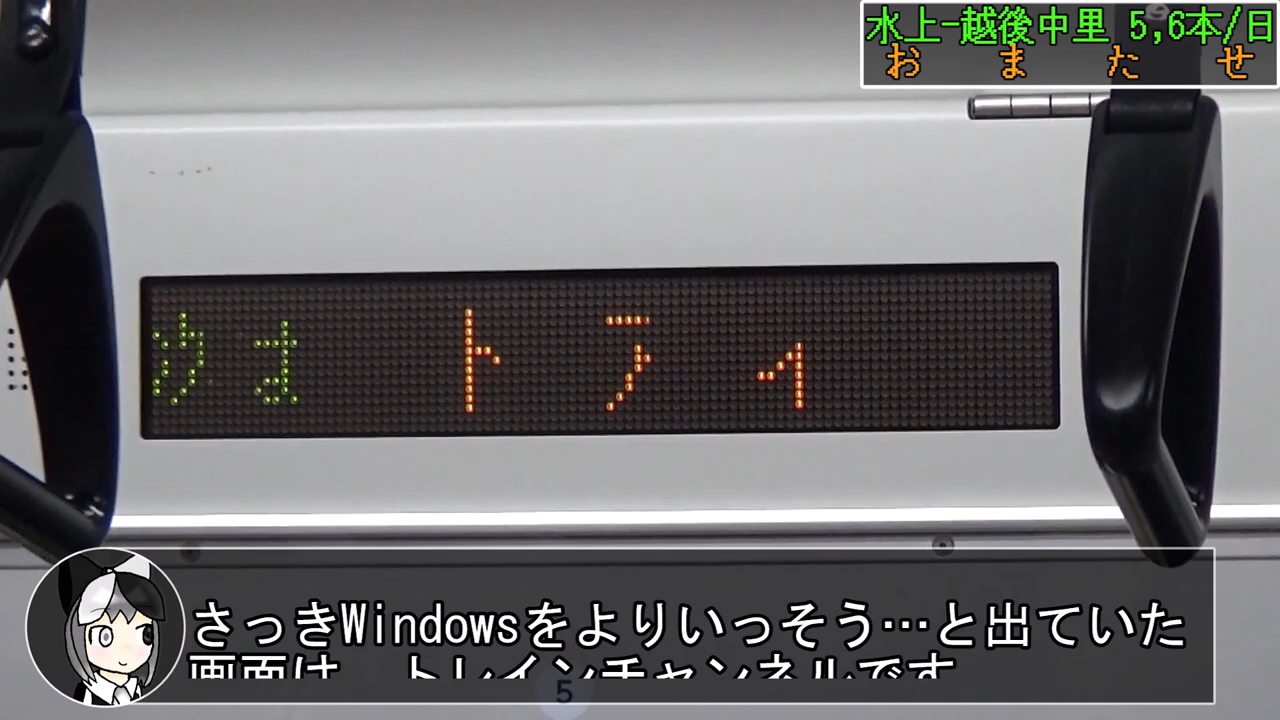 水上-越後中里 5,6本/日
おまたせ
さっきWindowsをよりいっそう…と出ていた
画面は、トレインチャンネルです
5